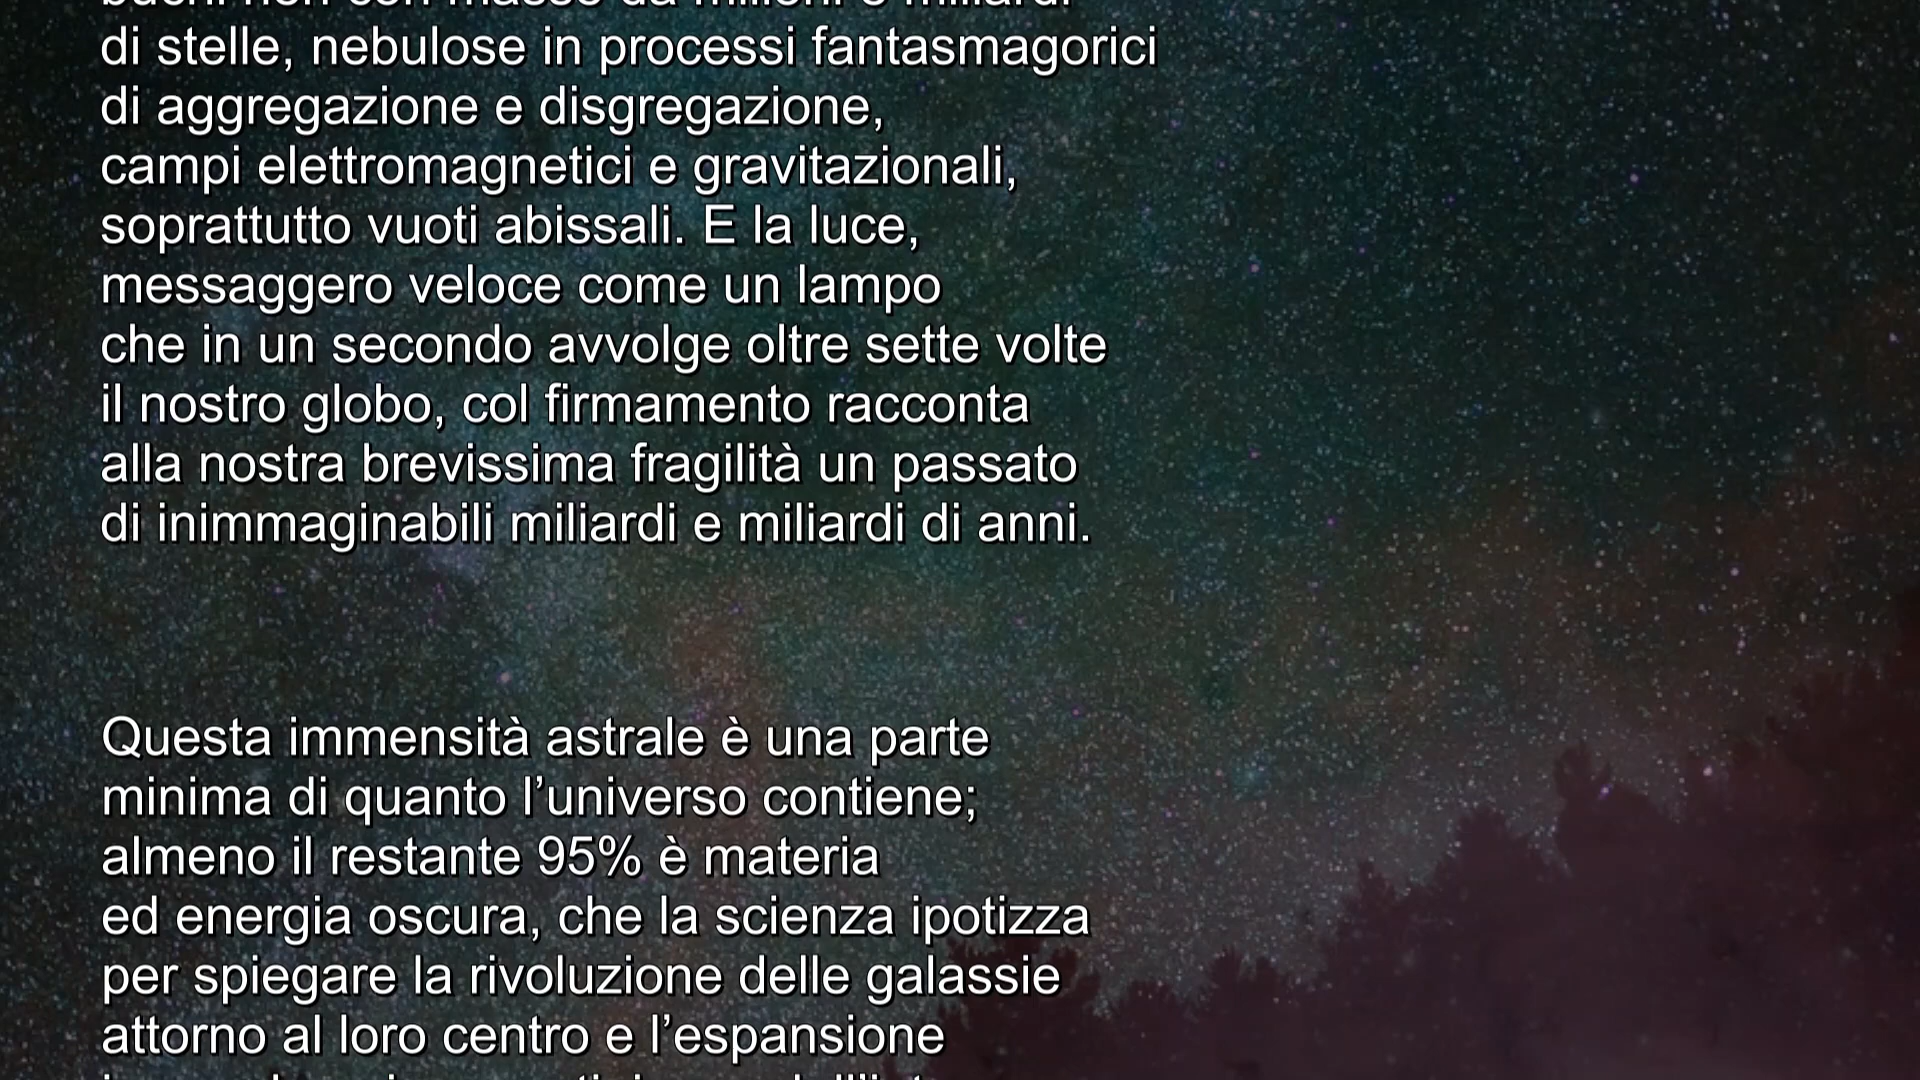 di stelle, nebulose in processi fantasmagorici
di aggregazione e disgregazione,
campi elettromagnetici e gravitazionali,
soprattutto vuoti abissali. E la luce,
messaggero veloce come un lampo
che in un secondo avvolge oltre sette volte
il nostro globo, col firmamento racconta
alla nostra brevissima fragilità un passato
di inimmaginabili miliardi e miliardi di anni.
Questa immensità astrale è una parte
minima di quanto l’universo contiene;
almeno il restante 95% è materia
ed energia oscura, che la scienza ipotizza
per spiegare la rivoluzione delle galassie
attorno al loro centro e l’espansione